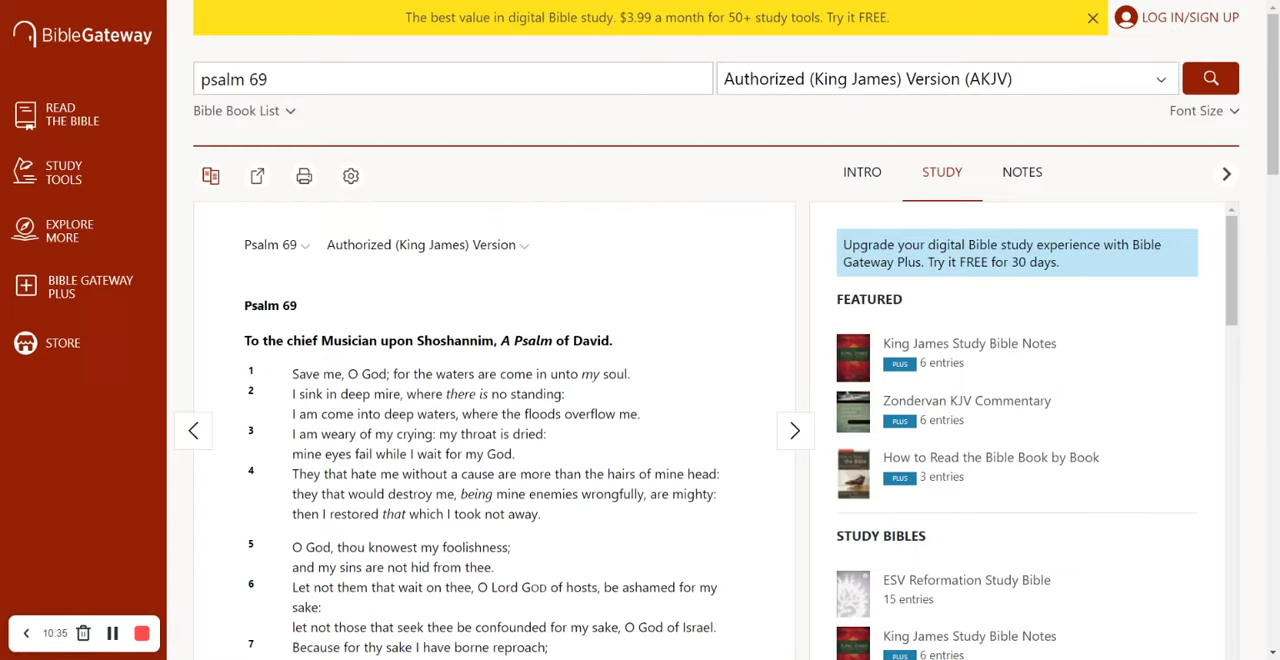 The best value in digital Bible study. $3.99 a month for 50+ study tools. Try it FREE.
LOG IN/SIGN UP
BibleGateway
READ
THE BIBLE
STUDY
TOOLS
EXPLORE
MORE
BIBLE GATEWAY
PLUS
STORE
psalm 69
Authorized (King James) Version (AKJV)
Bible Book List
Font Size
INTRO
STUDY
NOTES
Psalm 69
Authorized (King James) Version
Psalm 69
To the chief Musician upon Shoshannim, A Psalm of David.
1 Save me, O God; for the waters are come in unto my soul.
2 I sink in deep mire, where there is no standing:
I am come into deep waters, where the floods overflow me.
3 I am weary of my crying: my throat is dried:
mine eyes fail while I wait for my God.
4 They that hate me without a cause are more than the hairs of mine head:
they that would destroy me, being mine enemies wrongfully, are mighty:
then I restored that which I took not away.
5 O God, thou knowest my foolishness;
and my sins are not hid from thee.
6 Let not them that wait on thee, O Lord GOD of hosts, be ashamed for my
sake:
let not those that seek thee be confounded for my sake, O God of Israel.
7 Because for thy sake I have borne reproach;
Upgrade your digital Bible study experience with Bible
Gateway Plus. Try it FREE for 30 days.
FEATURED
King James Study Bible Notes
PLUS 6 entries
Zondervan KJV Commentary
PLUS 6 entries
How to Read the Bible Book by Book
PLUS 3 entries
STUDY BIBLES
ESV Reformation Study Bible
15 entries
King James Study Bible Notes
PLUS 6 entries
10:35